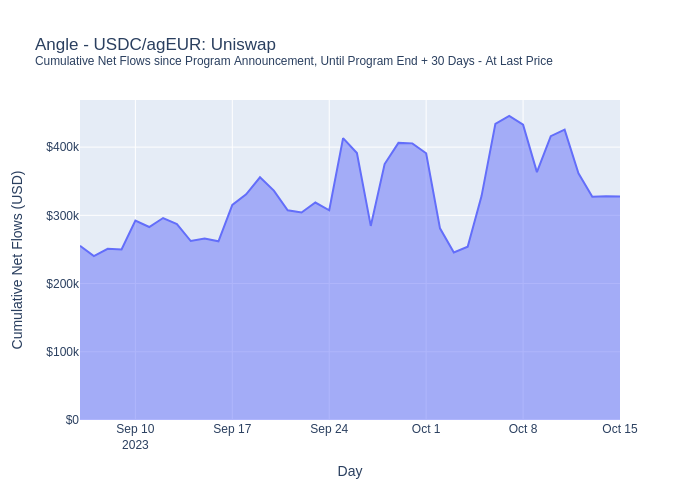 Angle - USDC/agEUR: Uniswap
Cumulative Net Flows since Program Announcement, Until Program End + 30 Days - At Last Price
Cumulative Net Flows (USD)
$400k
$300k
$200k
$100k
$0
Sep 10
2023
Sep 17
Sep 24
Oct 1
Oct 8
Oct 15
Day